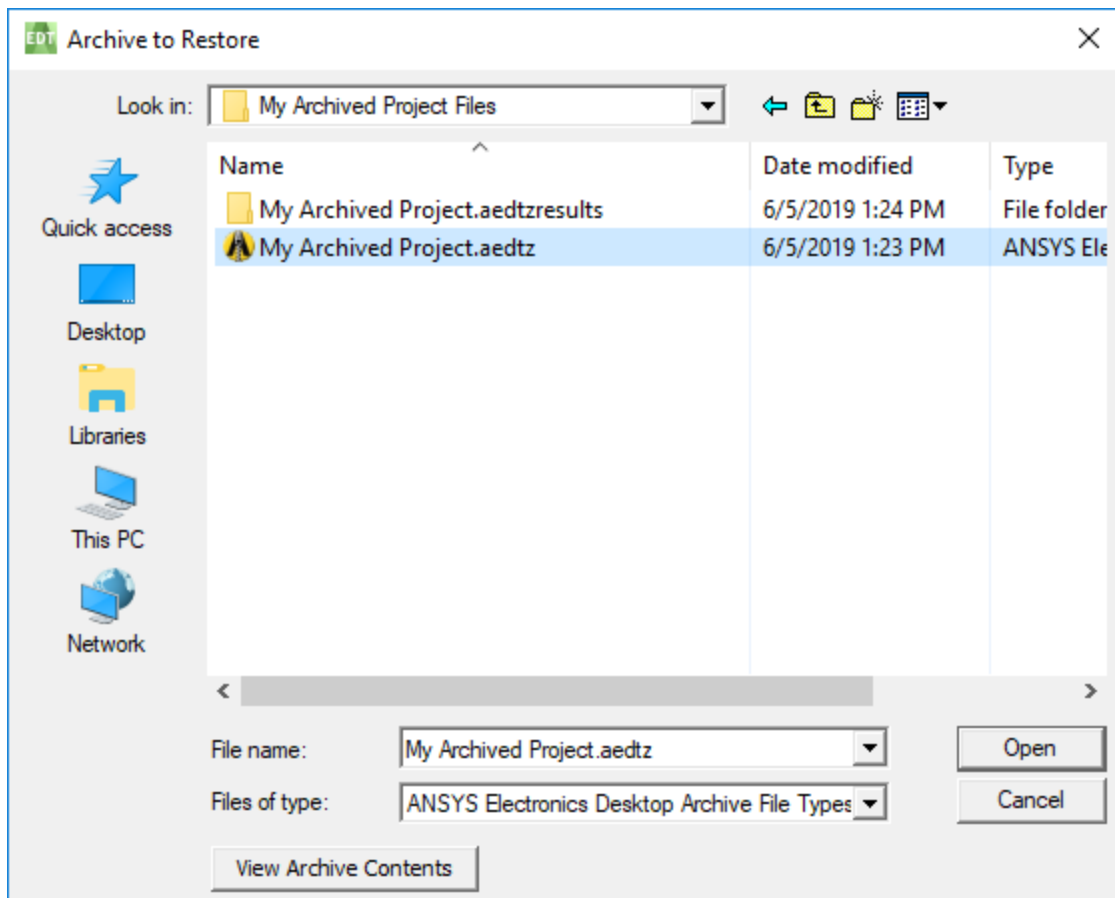 EDT Archive to Restore
Look in: My Archived Project Files
Name Date modified Type
My Archived Project.aedtzresults 6/5/2019 1:24 PM File folder
My Archived Project.aedtz 6/5/2019 1:23 PM ANSYS Ele
Quick access
Desktop
Libraries
This PC
Network
File name: My Archived Project.aedtz Open
Files of type: ANSYS Electronics Desktop Archive File Types Cancel
View Archive Contents